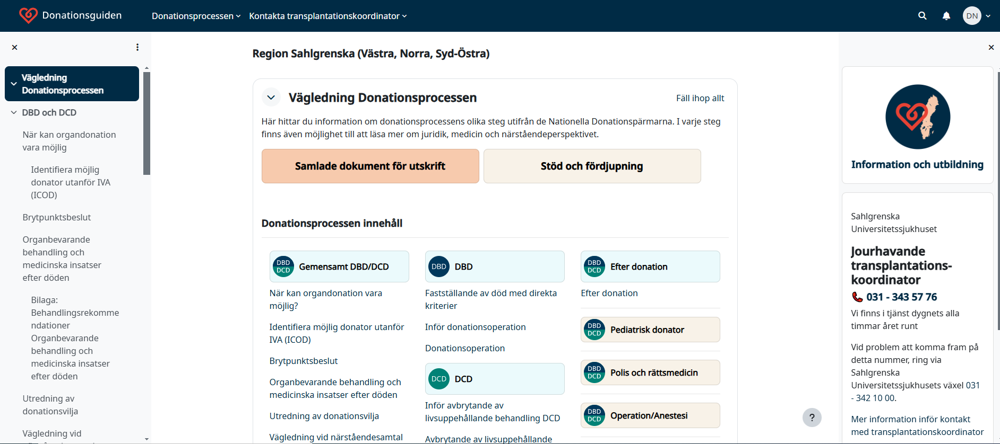 Donationsguiden
Donationsprocessen
Kontakta transplantationskoordinator
DN
Vägledning
Donationsprocessen
DBD och DCD
När kan organdonation
vara möjlig
Identifiera möjlig
donator utanför IVA
(ICOD)
Brytpunktsbeslut
Organbevarande
behandling och
medicinska insatser
efter döden
Bilaga:
Behandlingsrekomme
ndationer
Organbevarande
behandling och
medicinska insatser
efter döden
Utredning av
donationsvilja
Vägledning vid
Region Sahlgrenska (Västra, Norra, Syd-Östra)
Vägledning Donationsprocessen
Fäll ihop allt
Här hittar du information om donationsprocessens olika steg utifrån de Nationella Donationspärmarna. I varje steg
finns även möjlighet till att läsa mer om juridik, medicin och närståendeperspektivet.
Samlade dokument för utskrift
Stöd och fördjupning
Donationsprocessen innehåll
DBD
DCD
Gemensamt DBD/DCD
När kan organdonation vara
möjlig?
Identifiera möjlig donator utanför
IVA (ICOD)
Brytpunktsbeslut
Organbevarande behandling och
medicinska insatser efter döden
Utredning av donationsvilja
Vägledning vid närståendesamtal
DBD
DBD
Fastställande av död med direkta
kriterier
Inför donationsoperation
Donationsoperation
DCD
DCD
Inför avbrytande av
livsuppehållande behandling DCD
Avbrytande av livsuppehållande
DBD
DCD
Efter donation
Efter donation
DBD
DCD
Pediatrisk donator
DBD
DCD
Polis och rättsmedicin
DBD
DCD
Operation/Anestesi
?
Information och utbildning
Sahlgrenska
Universitetssjukhuset
Jourhavande
transplantations-
koordinator
031 - 343 57 76
Vi finns i tjänst dygnets alla
timmar året runt
Vid problem att komma fram på
detta nummer, ring via
Sahlgrenska
Universitetssjukhusets växel 031
- 342 10 00.
Mer information inför kontakt
med transplantationskoordinator